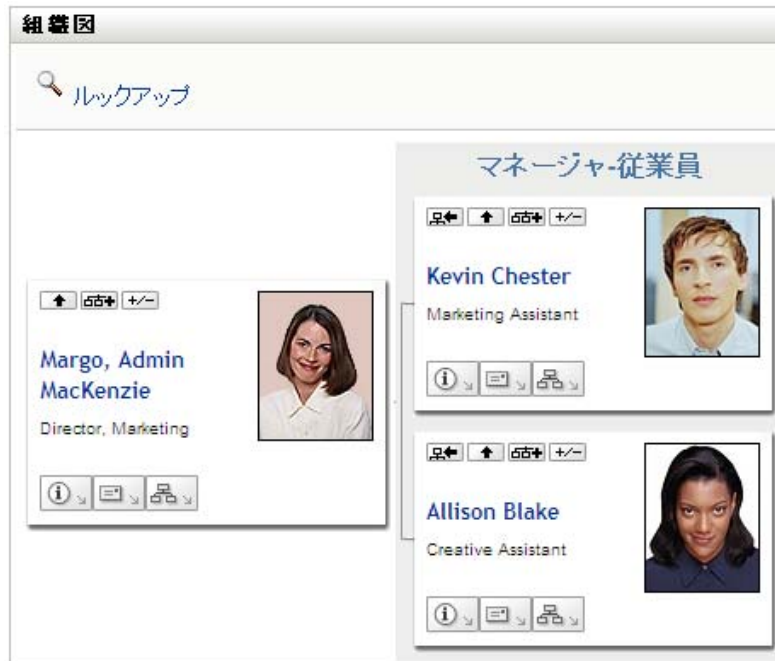 組織図
ルックアップ
マネージャ-従業員
+/−
Kevin Chester
Marketing Assistant
+/−
Margo, Admin
MacKenzie
Director, Marketing
+/−
Allison Blake
Creative Assistant